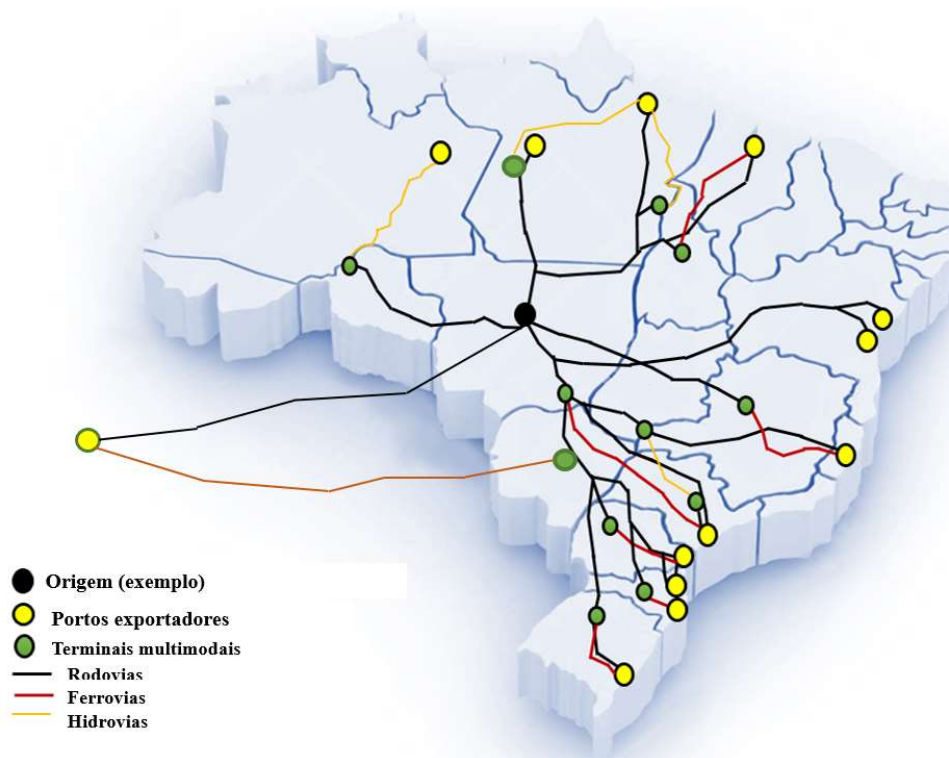 Origem (exemplo)
Portos exportadores
Terminais multimodais
Rodovias
Ferrovias
Hidrovias